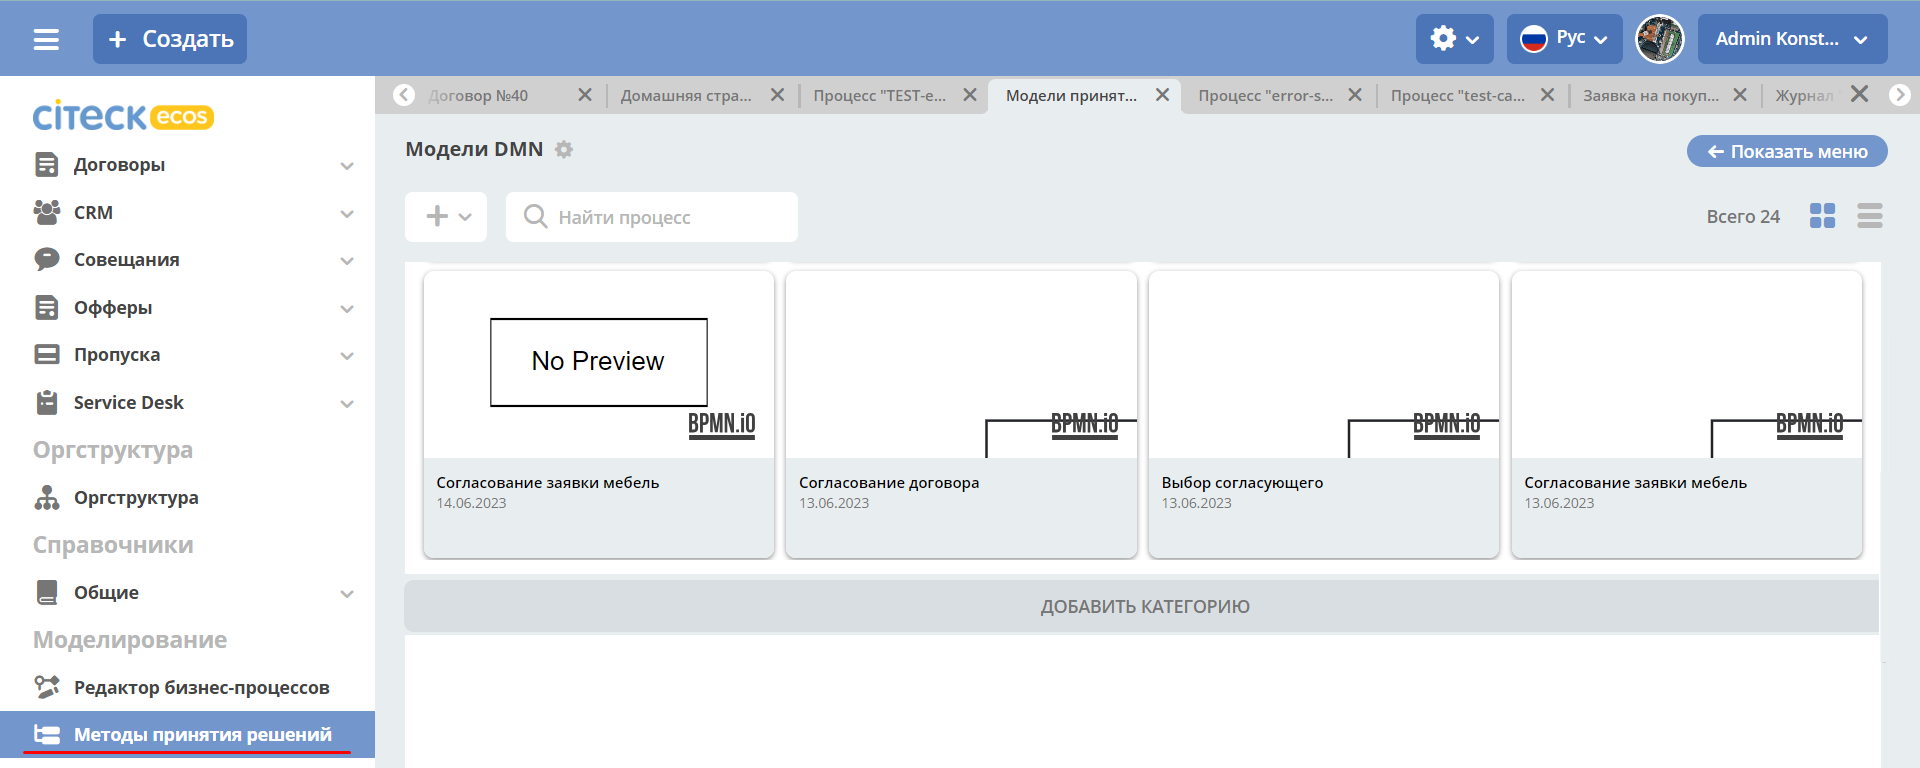 Создать
Рус
Admin Konst...
citeck ecos
Договоры
CRM
Совещания
Офферы
Пропуска
Service Desk
Оргструктура
Оргструктура
Справочники
Общие
Моделирование
Редактор бизнес-процессов
Методы принятия решений
Договор №40
Домашняя стра...
Процесс "TEST-е...
Модели принят...
Процесс "error-s...
Процесс "test-ca...
Заявка на покуп...
Журнал
Модели DMN
Показать меню
Найти процесс
Всего 24
No Preview
BPMN.iO
Согласование заявки мебель
14.06.2023
BPMN.iO
Согласование договора
13.06.2023
BPMN.iO
Выбор согласующего
13.06.2023
BPMN.iO
Согласование заявки мебель
13.06.2023
ДОБАВИТЬ КАТЕГОРИЮ